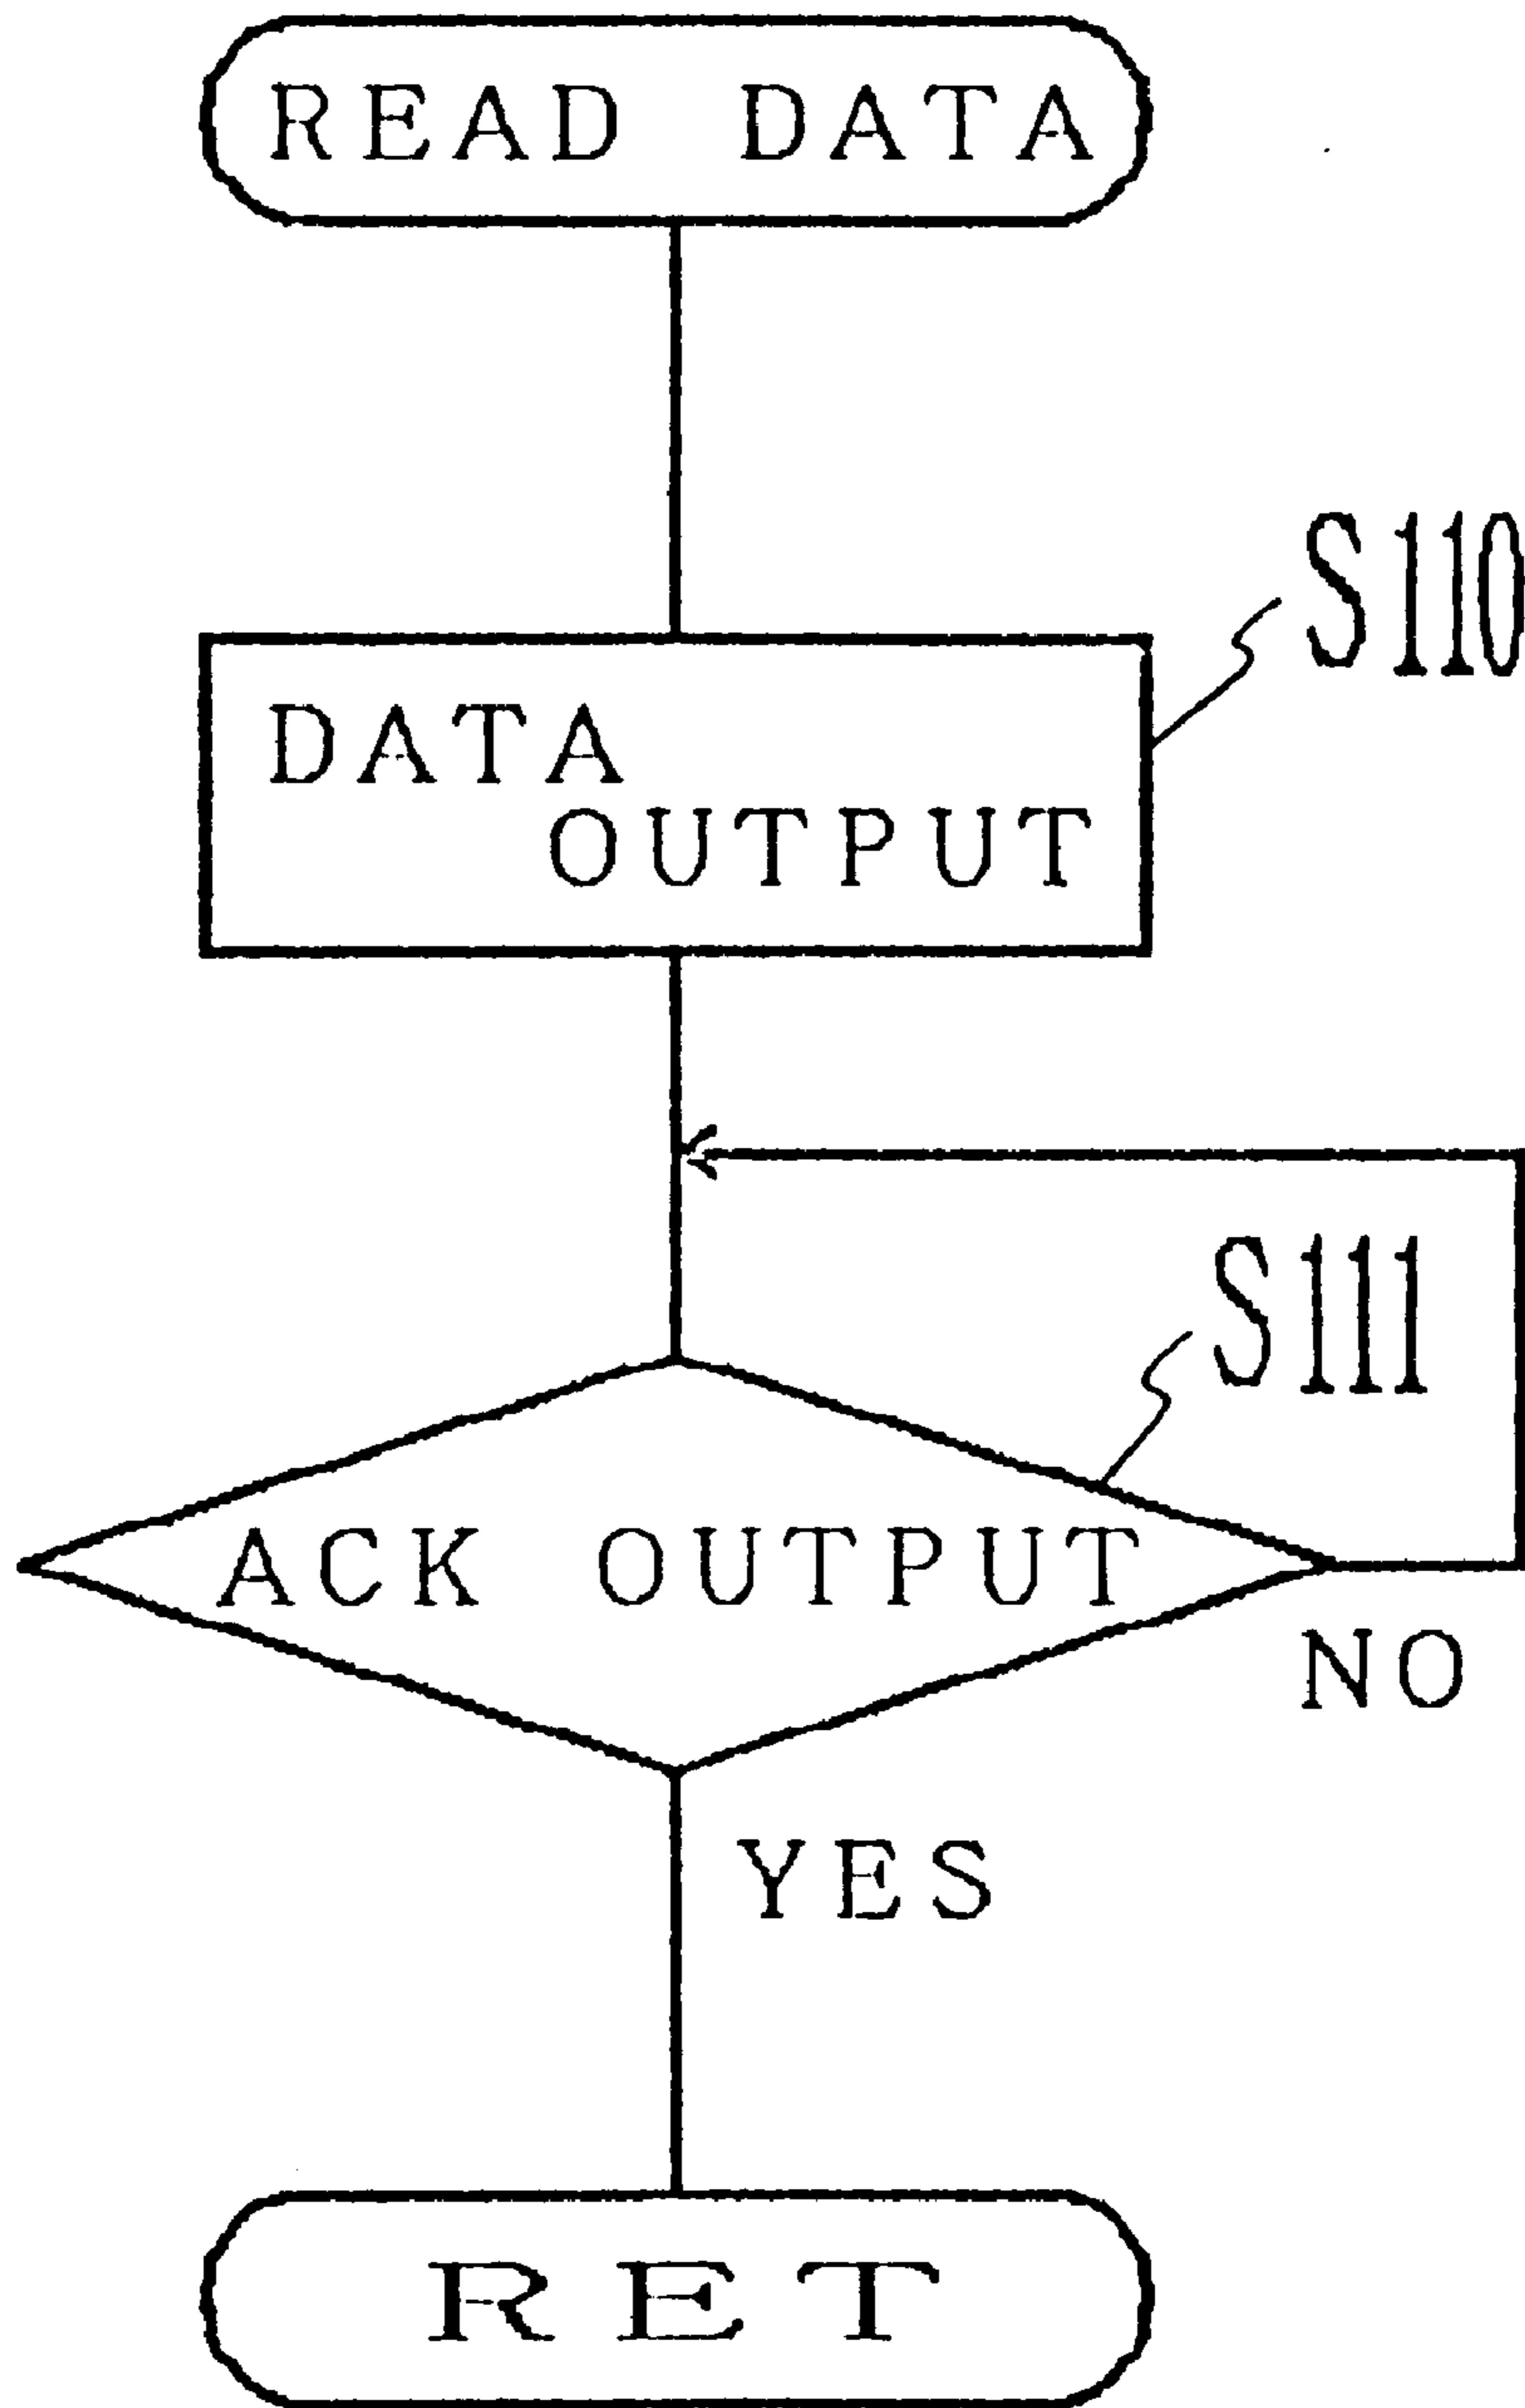 READ DATA
S110
DATA
OUTPUT
S111
ACK OUTPUT
NO
YES
RET